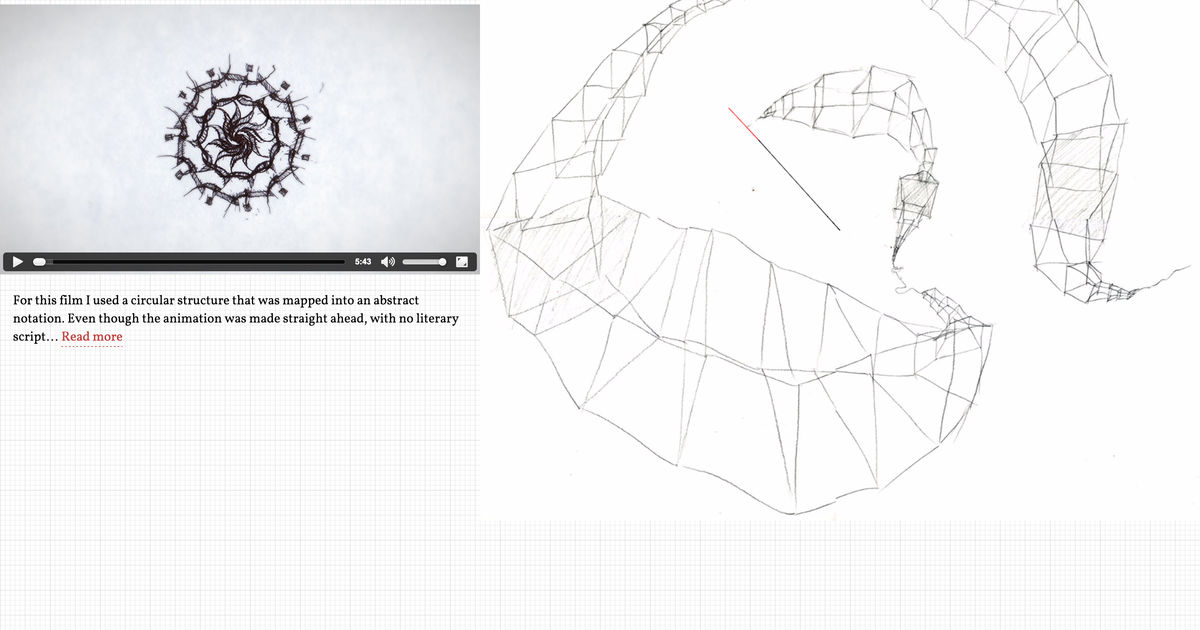 5:43
For this film I used a circular structure that was mapped into an abstract
notation. Even though the animation was made straight ahead, with no literary
script… Read more